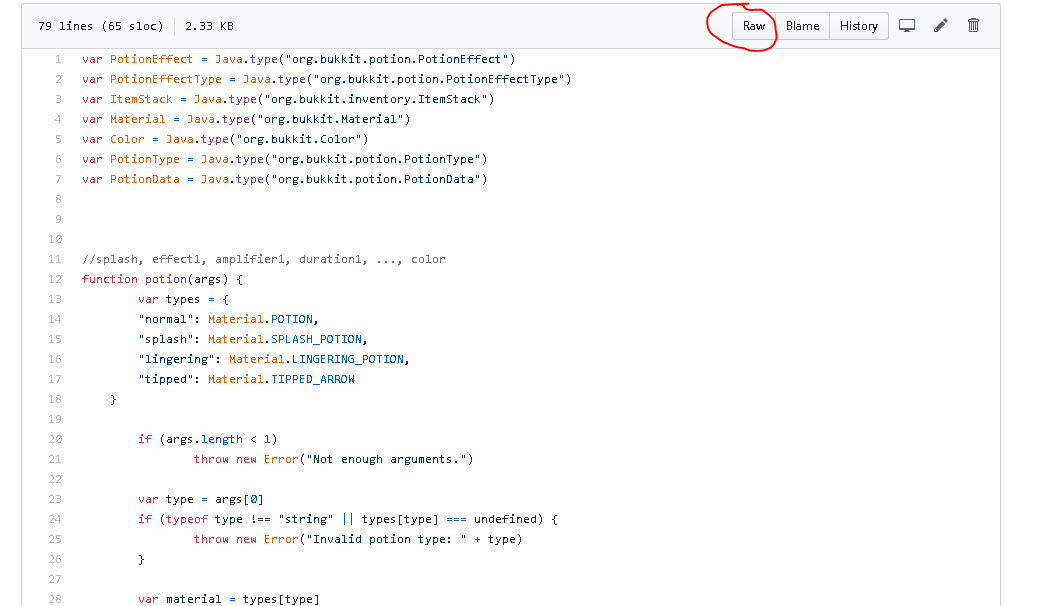 79 lines (65 sloc) 2.33 KB Raw Blame History
1 var PotionEffect = Java.type("org.bukkit.potion.PotionEffect")
2 var PotionEffectType = Java.type("org.bukkit.potion.PotionEffectType")
3 var ItemStack = Java.type("org.bukkit.inventory.ItemStack")
4 var Material = Java.type("org.bukkit.Material")
5 var Color = Java.type("org.bukkit.Color")
6 var PotionType = Java.type("org.bukkit.potion.PotionType")
7 var PotionData = Java.type("org.bukkit.potion.PotionData")
8
9
10
11 //splash, effect1, amplifier1, duration1, ..., color
12 function potion(args) {
13 var types = {
14 "normal": Material.POTION,
15 "splash": Material.SPLASH_POTION,
16 "lingering": Material.LINGERING_POTION,
17 "tipped": Material.TIPPED_ARROW
18 }
19
20 if (args.length < 1)
21 throw new Error("Not enough arguments.")
22
23 var type = args[0]
24 if (typeof type !== "string" || types[type] === undefined) {
25 throw new Error("Invalid potion type: " + type)
26 }
27
28 var material = types[type]